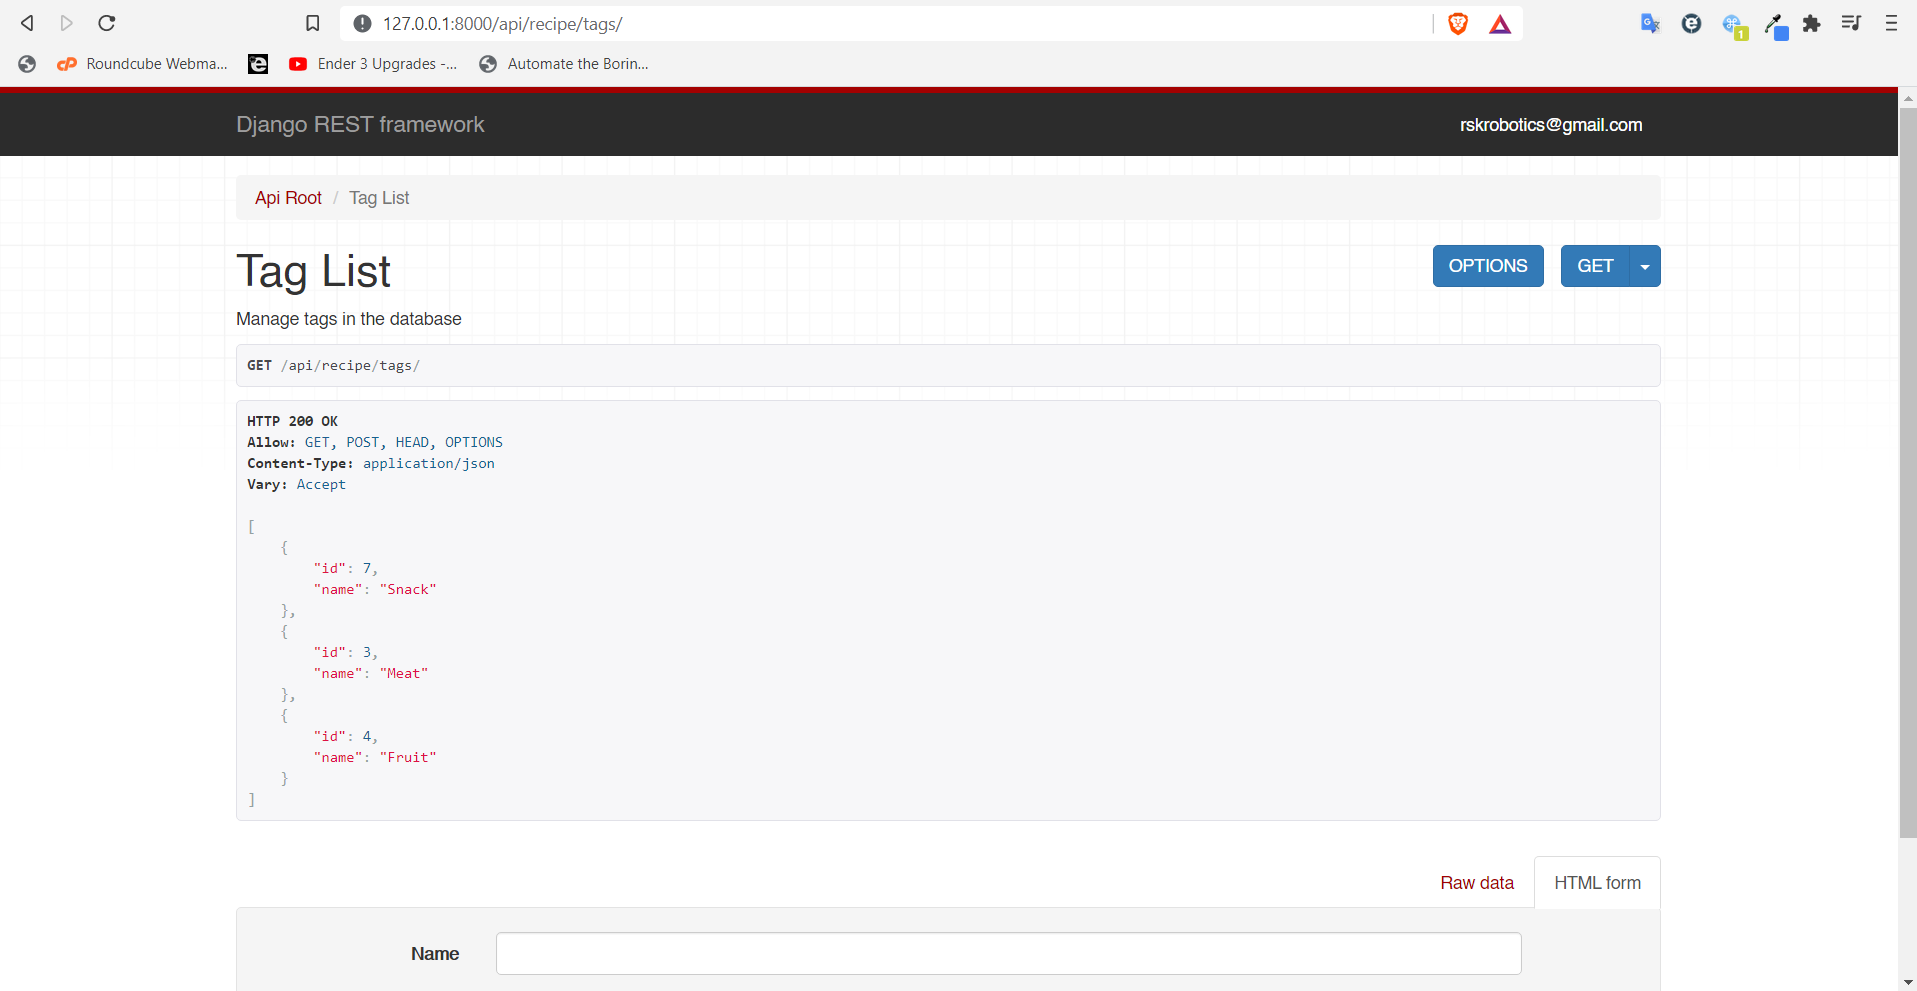 127.0.0.1:8000/api/recipe/tags/
1
Roundcube Webma...
Ender 3 Upgrades -...
Automate the Borin...
Django REST framework
rskrobotics@gmail.com
Api Root / Tag List
Tag List
OPTIONS
GET
Manage tags in the database
GET /api/recipe/tags/
HTTP 200 OK
Allow: GET, POST, HEAD, OPTIONS
Content-Type: application/json
Vary: Accept
[
{
"id": 7,
"name": "Snack"
},
{
"id": 3,
"name": "Meat"
},
{
"id": 4,
"name": "Fruit"
}
]
Raw data
HTML form
Name